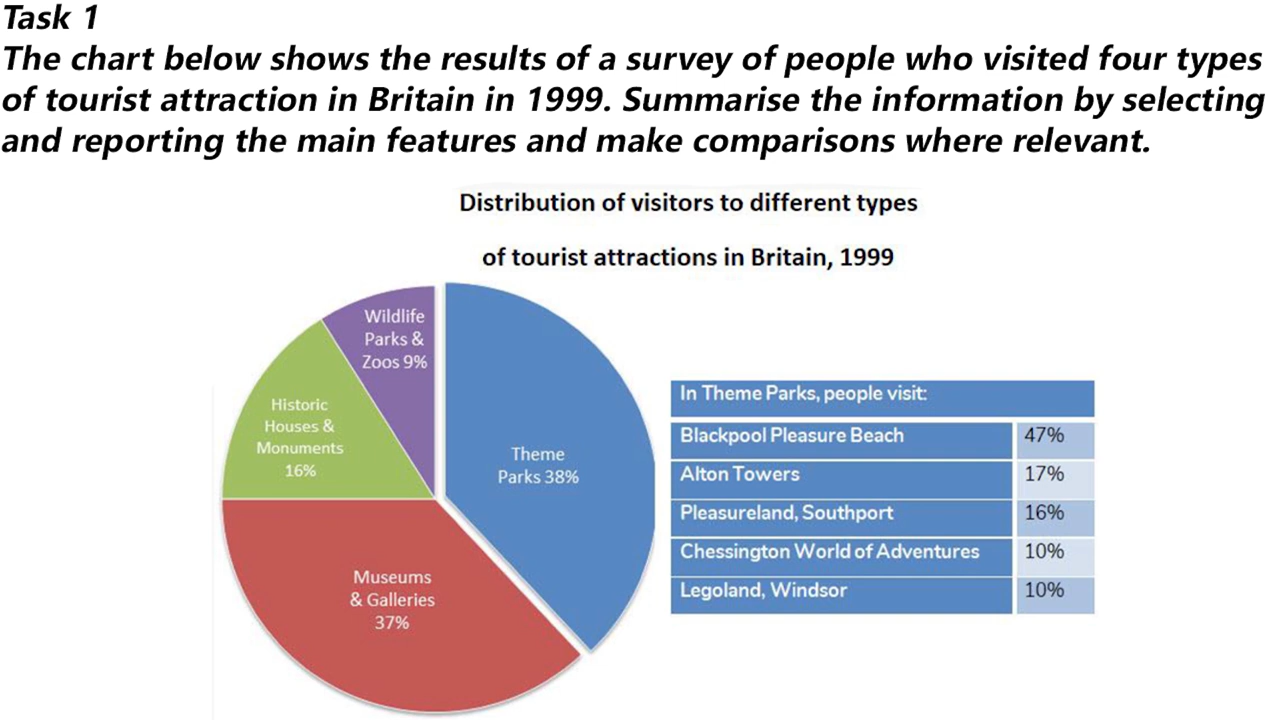 Task 1
The chart below shows the results of a survey of people who visited four types
of tourist attraction in Britain in 1999. Summarise the information by selecting
and reporting the main features and make comparisons where relevant.
Distribution of visitors to different types
of tourist attractions in Britain, 1999
Wildlife
Parks &
Zoos 9%
Historic
Houses &
Monuments
16%
Theme
Parks 38%
Museums
& Galleries
37%
In Theme Parks, people visit:
Blackpool Pleasure Beach 47%
Alton Towers 17%
Pleasureland, Southport 16%
Chessington World of Adventures 10%
Legoland, Windsor 10%